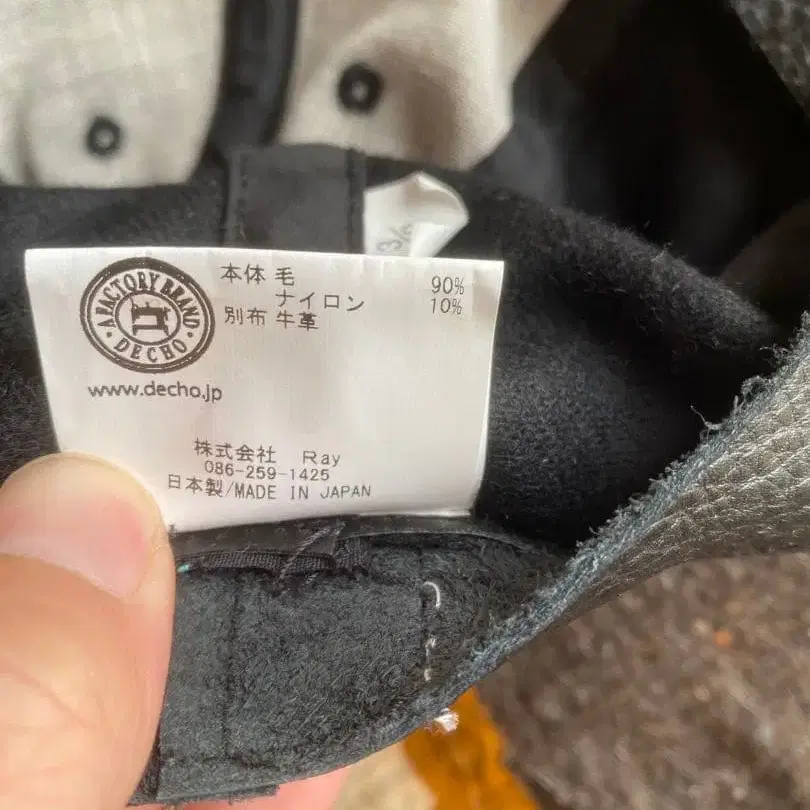 3/
A FACTORY BRAND
・DECHO・
www.decho.jp
本体 毛 90%
ナイロン 10%
別布 牛革
株式会社 Ray
086-259-1425
日本製/MADE IN JAPAN